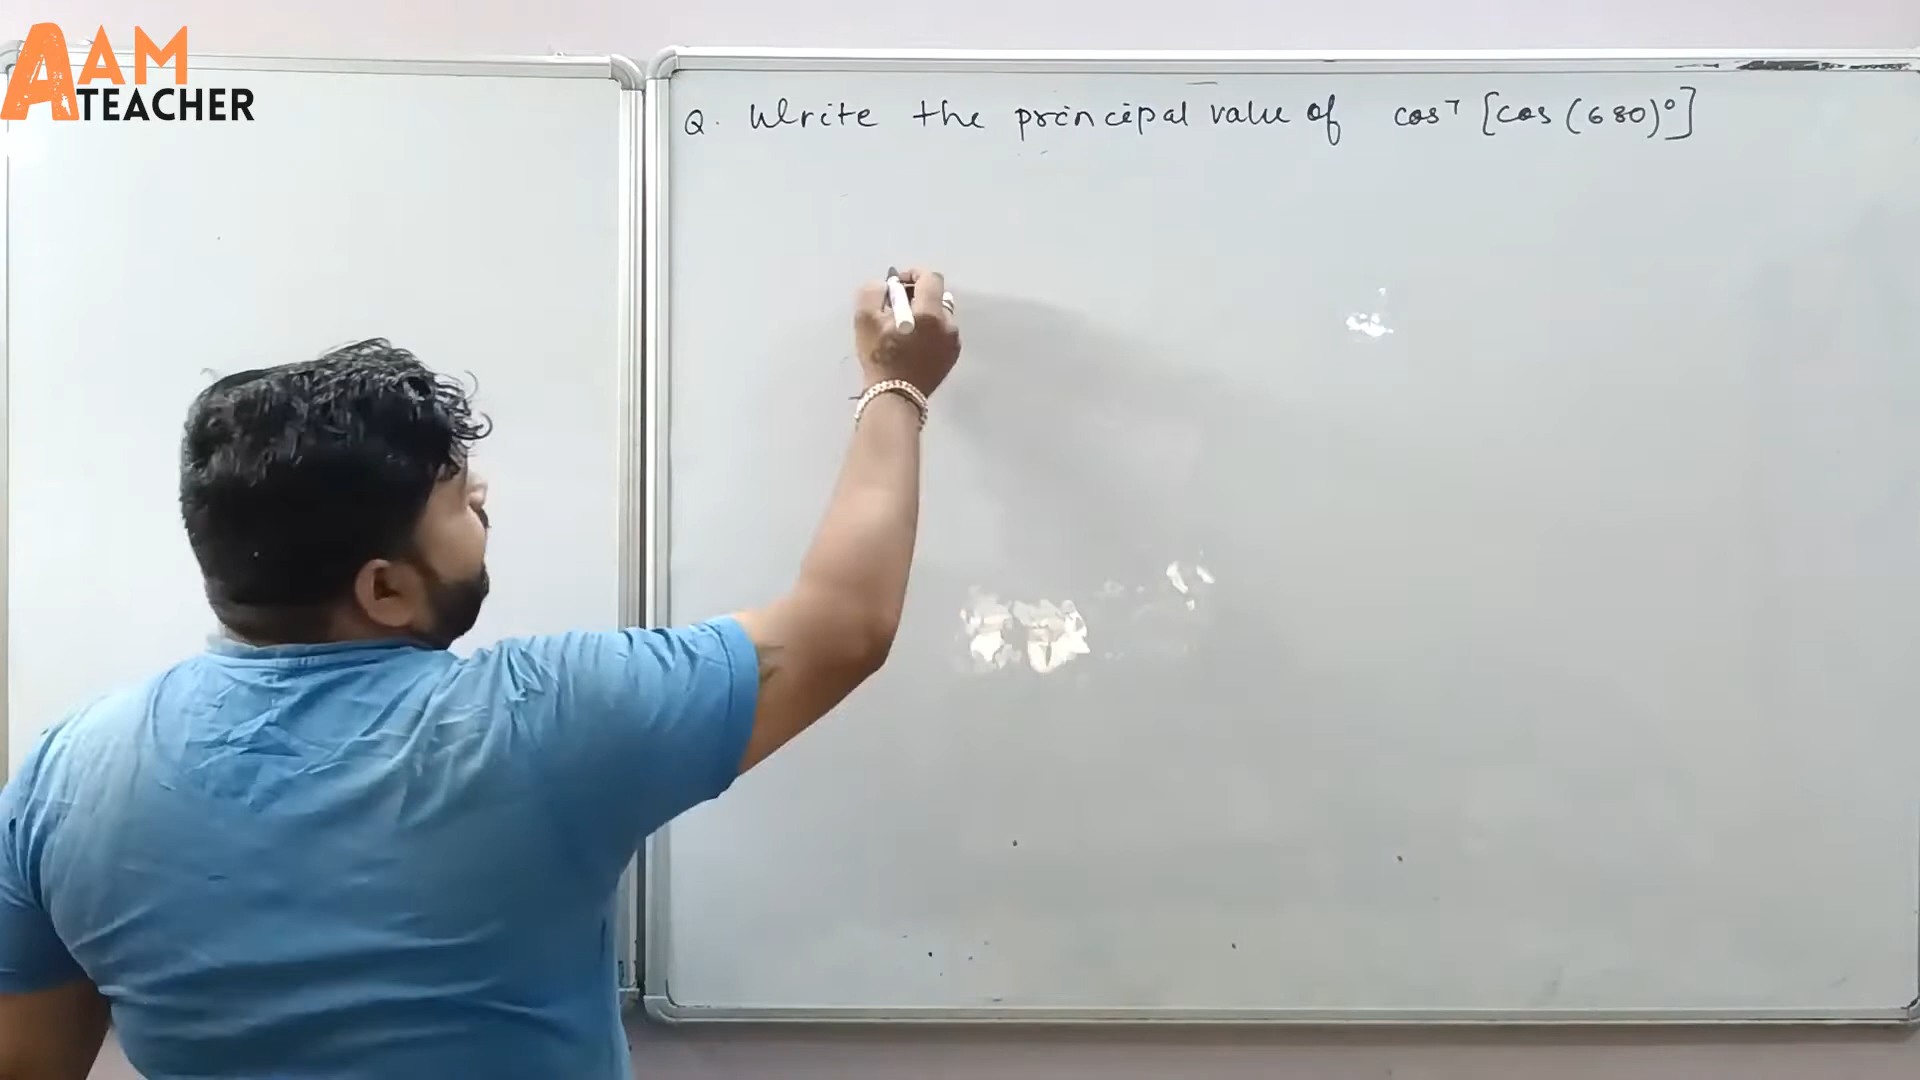 AAM
TEACHER
Q. Write the principal value of cos⁻¹ [cos (680)°]